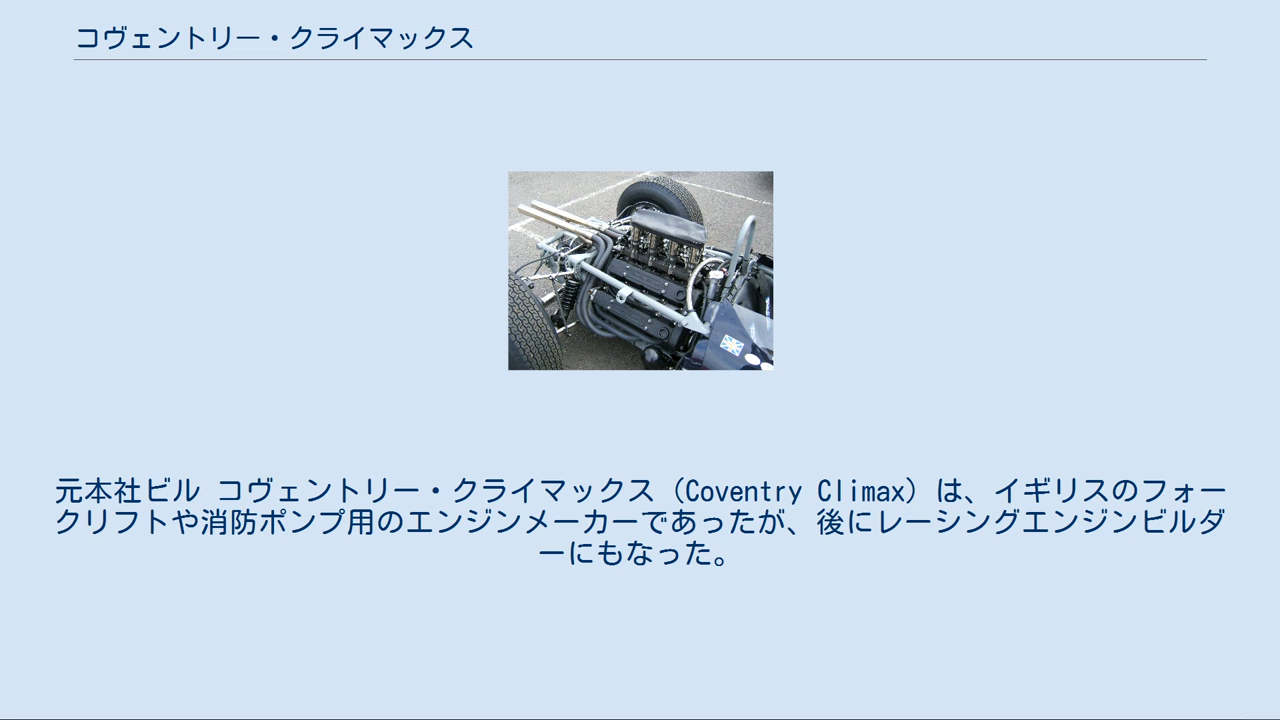 コヴェントリー・クライマックス
元本社ビル コヴェントリー・クライマックス（Coventry Climax）は、イギリスのフォー
クリフトや消防ポンプ用のエンジンメーカーであったが、後にレーシングエンジンビルダ
ーにもなった。